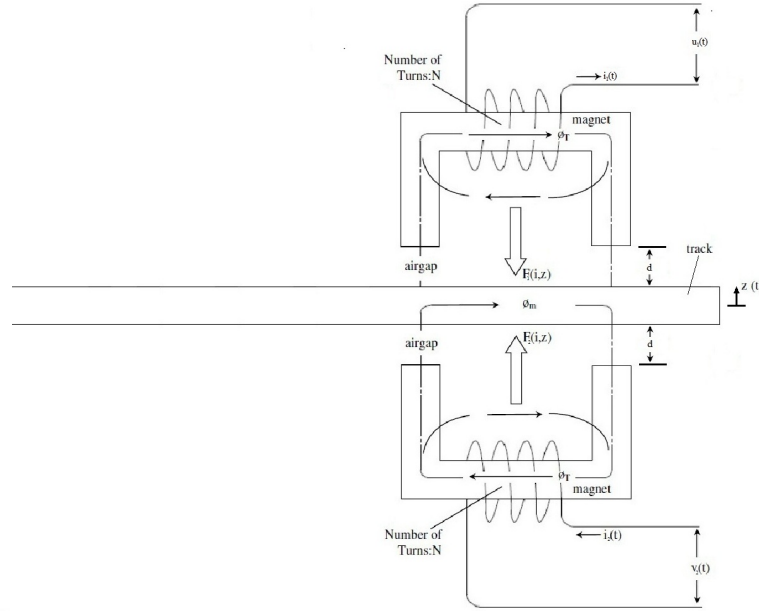 u₁(t)
Number of
Turns:N
i₁(t)
magnet
øT
track
airgap
d
F₁(i,z)
z (t
øm
airgap
F₂(i,z)
d
øT
magnet
Number of
Turns:N
i₂(t)